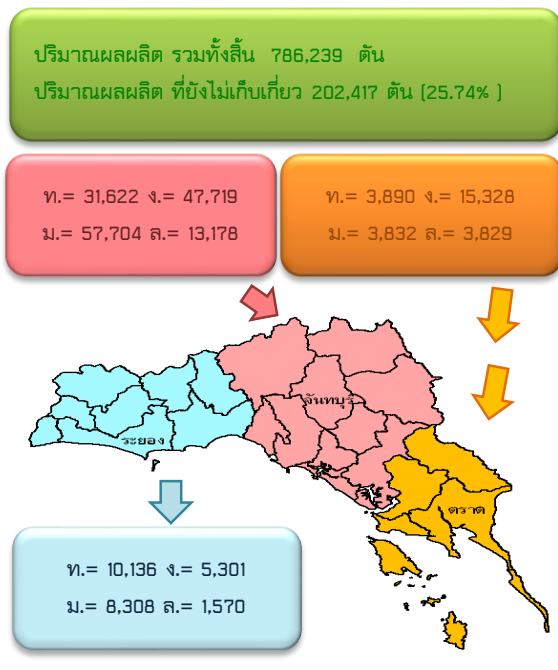 ปริมาณผลผลิต รวมทั้งสิ้น 786,239 ตัน
ปริมาณผลผลิต ที่ยังไม่เก็บเกี่ยว 202,417 ตัน (25.74% )
ท.= 31,622 ง.= 47,719
ม.= 57,704 ล.= 13,178
ท.= 3,890 ง.= 15,328
ม.= 3,832 ล.= 3,829
จันทบุรี
ระยอง
ตราด
ท.= 10,136 ง.= 5,301
ม.= 8,308 ล.= 1,570